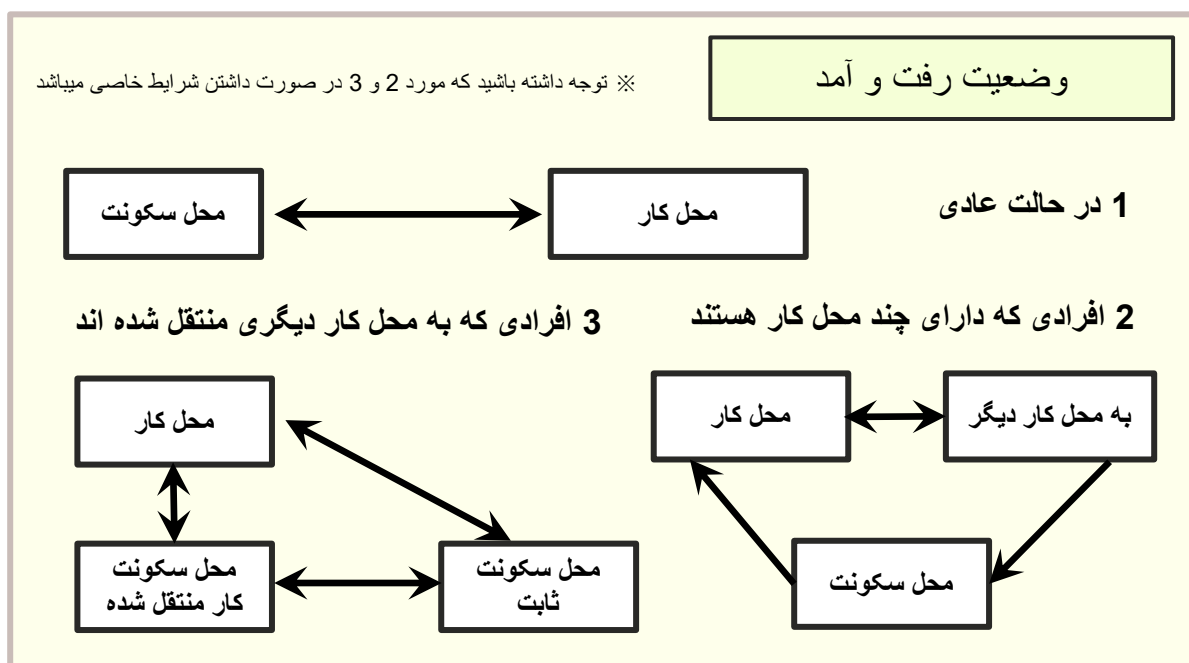 وضعیت رفت و آمد
※ توجه داشته باشید که مورد 2 و 3 در صورت داشتن شرایط خاصی میباشد
1 در حالت عادی
محل کار
محل سکونت
2 افرادی که دارای چند محل کار هستند
به محل کار دیگر
محل کار
محل سکونت
3 افرادی که به محل کار دیگری منتقل شده اند
محل کار
محل سکونت
ثابت
محل سکونت
کار منتقل شده